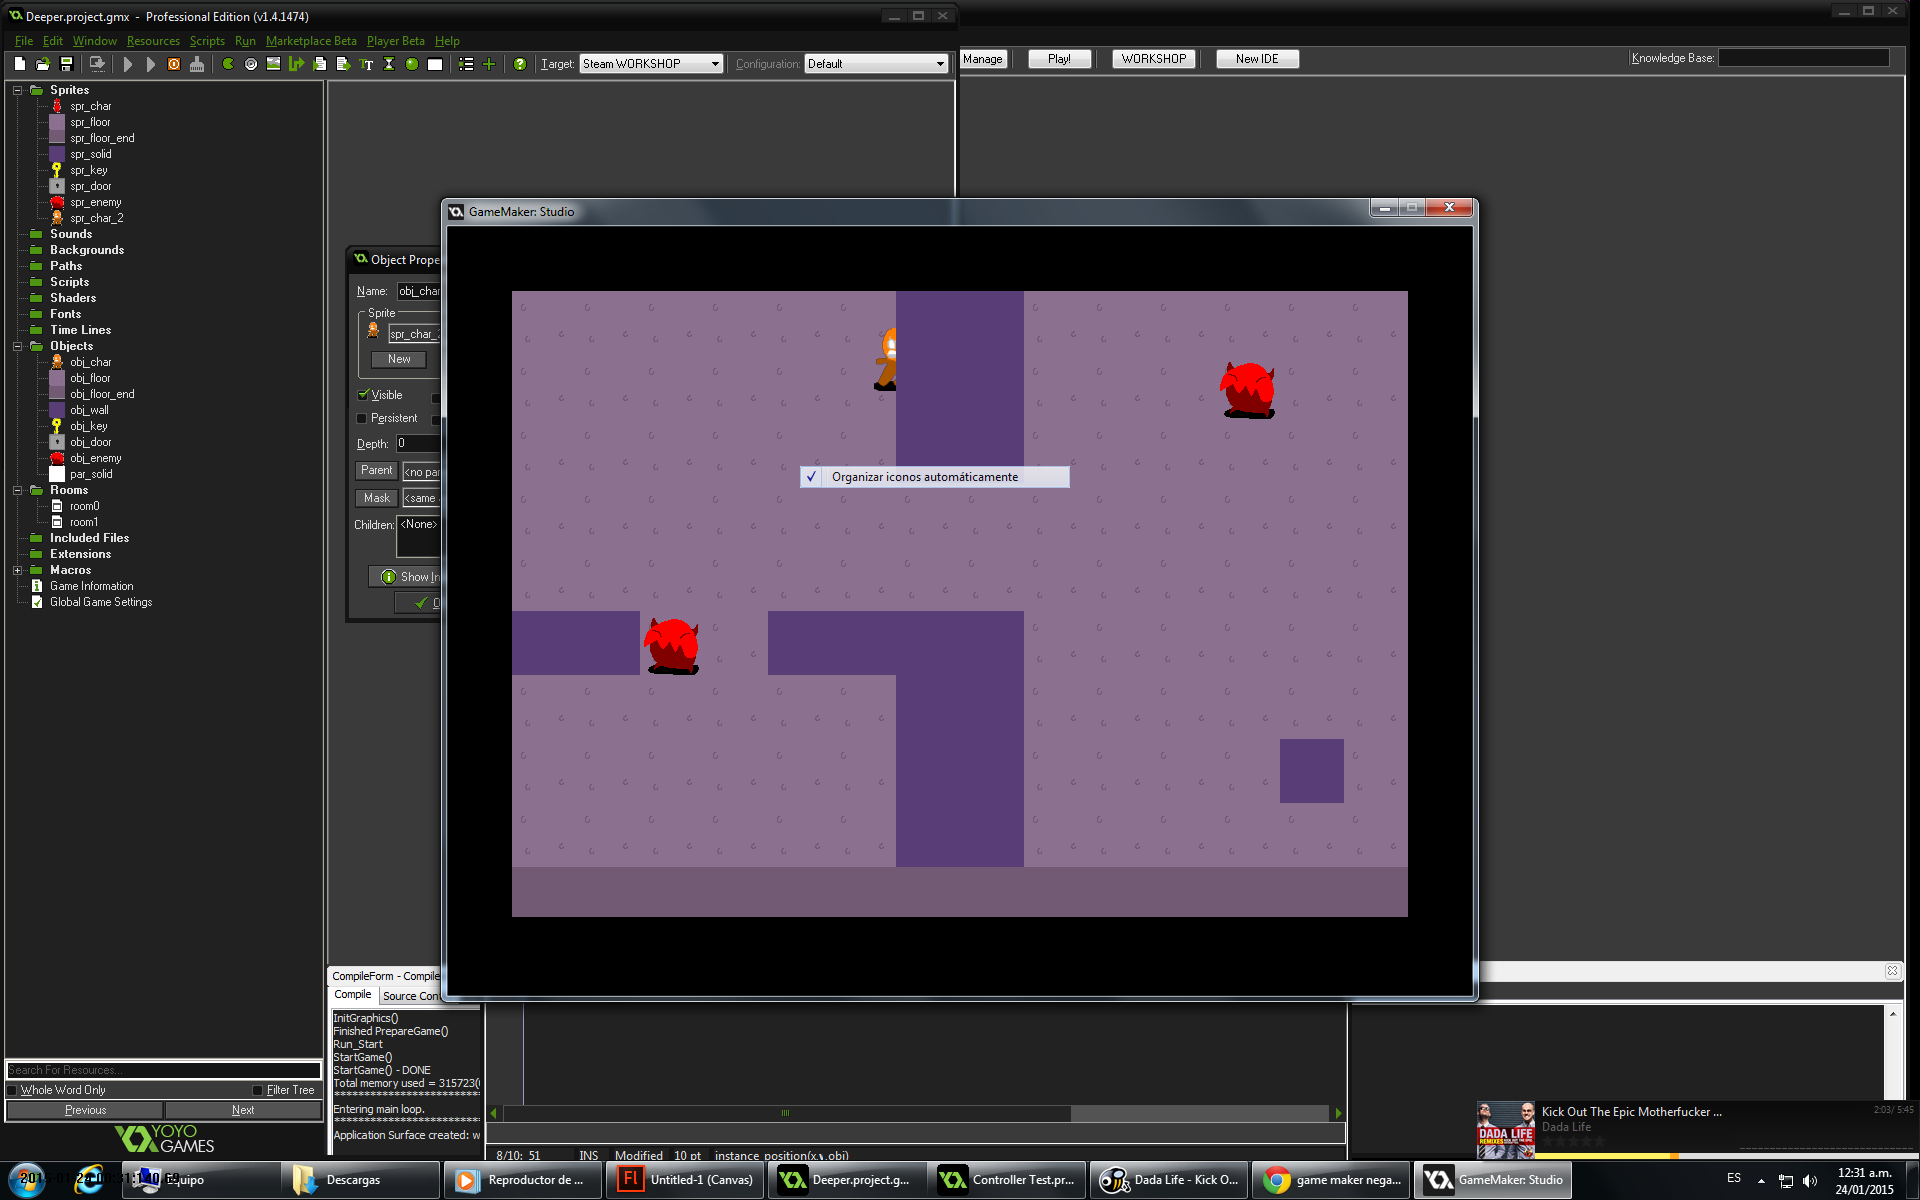 Deeper.project.gmx - Professional Edition (v1.4.1474)
File Edit Window Resources Scripts Run Marketplace Beta Player Beta Help
Target: Steam WORKSHOP Configuration: Default
Manage Play! WORKSHOP New IDE Knowledge Base:
Sprites
spr_char
spr_floor
spr_floor_end
spr_solid
spr_key
spr_door
spr_enemy
spr_char_2
Sounds
Backgrounds
Paths
Scripts
Shaders
Fonts
Time Lines
Objects
obj_char
obj_floor
obj_floor_end
obj_wall
obj_key
obj_door
obj_enemy
par_solid
Rooms
room0
room1
Included Files
Extensions
Macros
Game Information
Global Game Settings
Search For Resources...
Whole Word Only Filter Tree
Previous Next
YOYO
GAMES
Object Prope
Name: obj_char
Sprite
spr_char_2
New
Visible
Persistent
Depth: 0
Parent <no pa
Mask <same
Children: <None>
Show In
O
GameMaker: Studio
Organizar iconos automáticamente
CompileForm - Compile
Compile Source Con
InitGraphics()
Finished PrepareGame()
Run_Start
StartGame()
StartGame() - DONE
Total memory used = 315723(
****************************
Entering main loop.
****************************
Application Surface created: w
8/10: 51 INS Modified 10 pt instance_position(x,y,obj)
Kick Out The Epic Motherfucker ...
2:03/ 5:45
Dada Life
DADA LIFE
Equipo
Descargas
Reproductor de ...
Untitled-1 (Canvas)
Deeper.project.g...
Controller Test.pr...
Dada Life - Kick O...
game maker nega...
GameMaker: Studio
ES
12:31 a.m.
24/01/2015